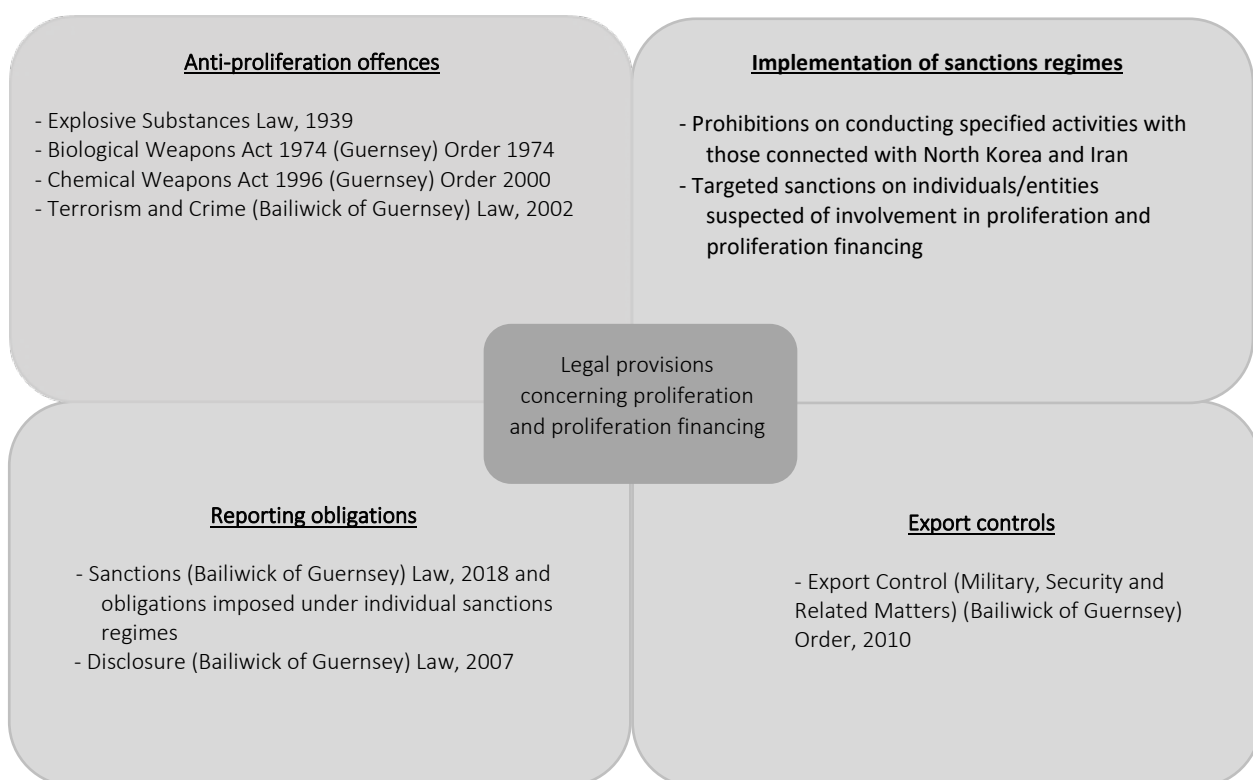 Anti-proliferation offences
- Explosive Substances Law, 1939
- Biological Weapons Act 1974 (Guernsey) Order 1974
- Chemical Weapons Act 1996 (Guernsey) Order 2000
- Terrorism and Crime (Bailiwick of Guernsey) Law, 2002
Implementation of sanctions regimes
- Prohibitions on conducting specified activities with
those connected with North Korea and Iran
- Targeted sanctions on individuals/entities
suspected of involvement in proliferation and
proliferation financing
Legal provisions
concerning proliferation
and proliferation financing
Reporting obligations
- Sanctions (Bailiwick of Guernsey) Law, 2018 and
obligations imposed under individual sanctions
regimes
- Disclosure (Bailiwick of Guernsey) Law, 2007
Export controls
- Export Control (Military, Security and
Related Matters) (Bailiwick of Guernsey)
Order, 2010